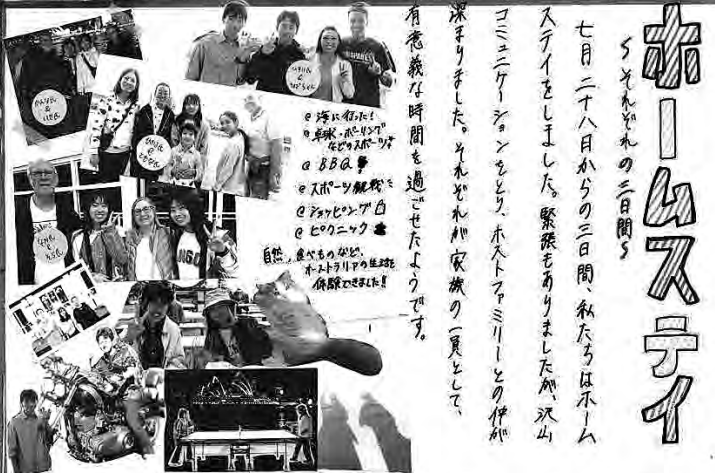 ホームステイ
〜それぞれの三日間〜
七月二十八日からの三日間、私たちはホーム
ステイをしました。緊張もありましたが、沢山
コミュニケーションをとり、ホストファミリーとの仲が
深まりました。それぞれが家族の一員として、
有意義な時間を過ごせたようです。
@ 海に行った!
@ 卓球・ボーリング
などのスポーツ
@ BBQ
@ スポーツ観戦
@ ショッピング
@ ピクニック
自然、食べものなど、
オーストラリアの生活を
体験できました!!